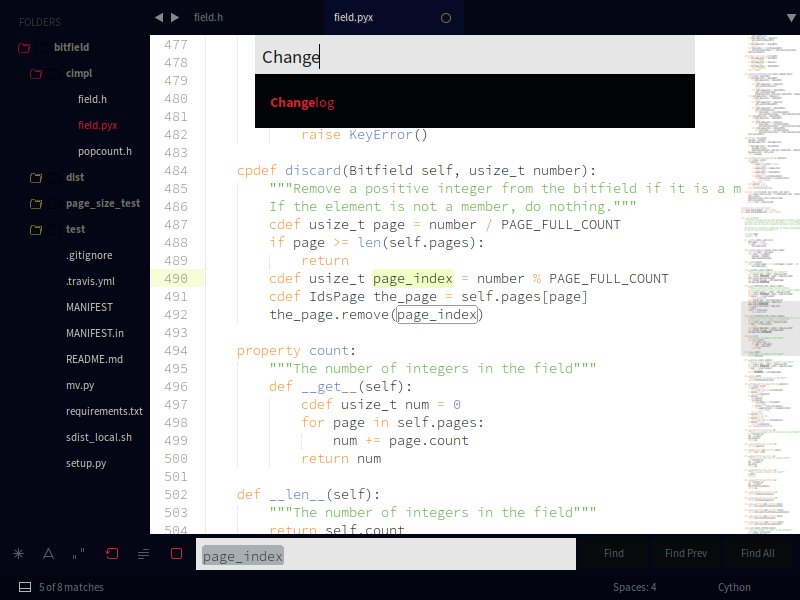 FOLDERS
bitfield
cimpl
field.h
field.pyx
popcount.h
dist
page_size_test
test
.gitignore
.travis.yml
MANIFEST
MANIFEST.in
README.md
mv.py
requirements.txt
sdist_local.sh
setup.py
field.h
field.pyx
Change
Changelog
477
478
479
480
481
482 raise KeyError()
483
484 cpdef discard(Bitfield self, usize_t number):
485 """Remove a positive integer from the bitfield if it is a m
486 If the element is not a member, do nothing."""
487 cdef usize_t page = number / PAGE_FULL_COUNT
488 if page >= len(self.pages):
489 return
490 cdef usize_t page_index = number % PAGE_FULL_COUNT
491 cdef IdsPage the_page = self.pages[page]
492 the_page.remove(page_index)
493
494 property count:
495 """The number of integers in the field"""
496 def __get__(self):
497 cdef usize_t num = 0
498 for page in self.pages:
499 num += page.count
500 return num
501
502 def __len__(self):
503 """The number of integers in the field"""
504 return self.count
page_index
Find
Find Prev
Find All
5 of 8 matches
Spaces: 4
Cython